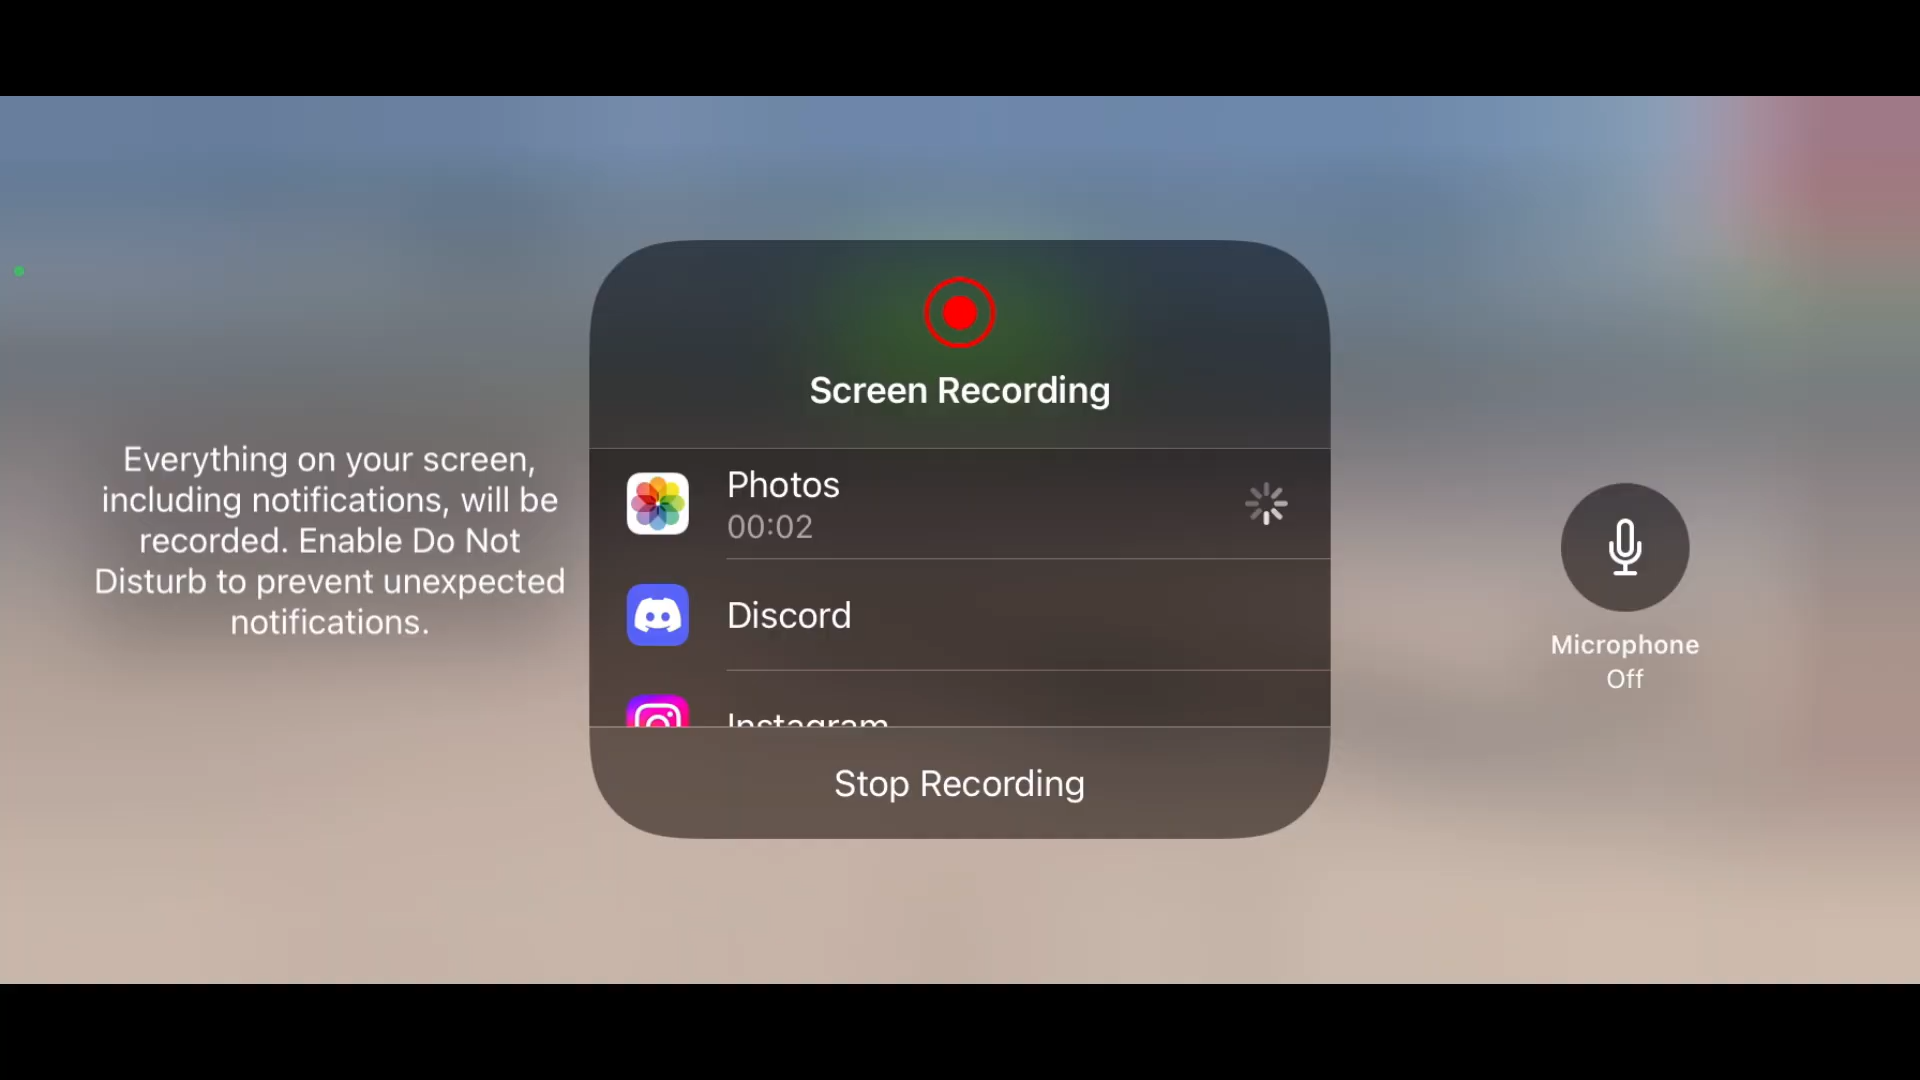 Everything on your screen,
including notifications, will be
recorded. Enable Do Not
Disturb to prevent unexpected
notifications.
Screen Recording
Photos
00:02
Discord
Instagram
Stop Recording
Microphone
Off